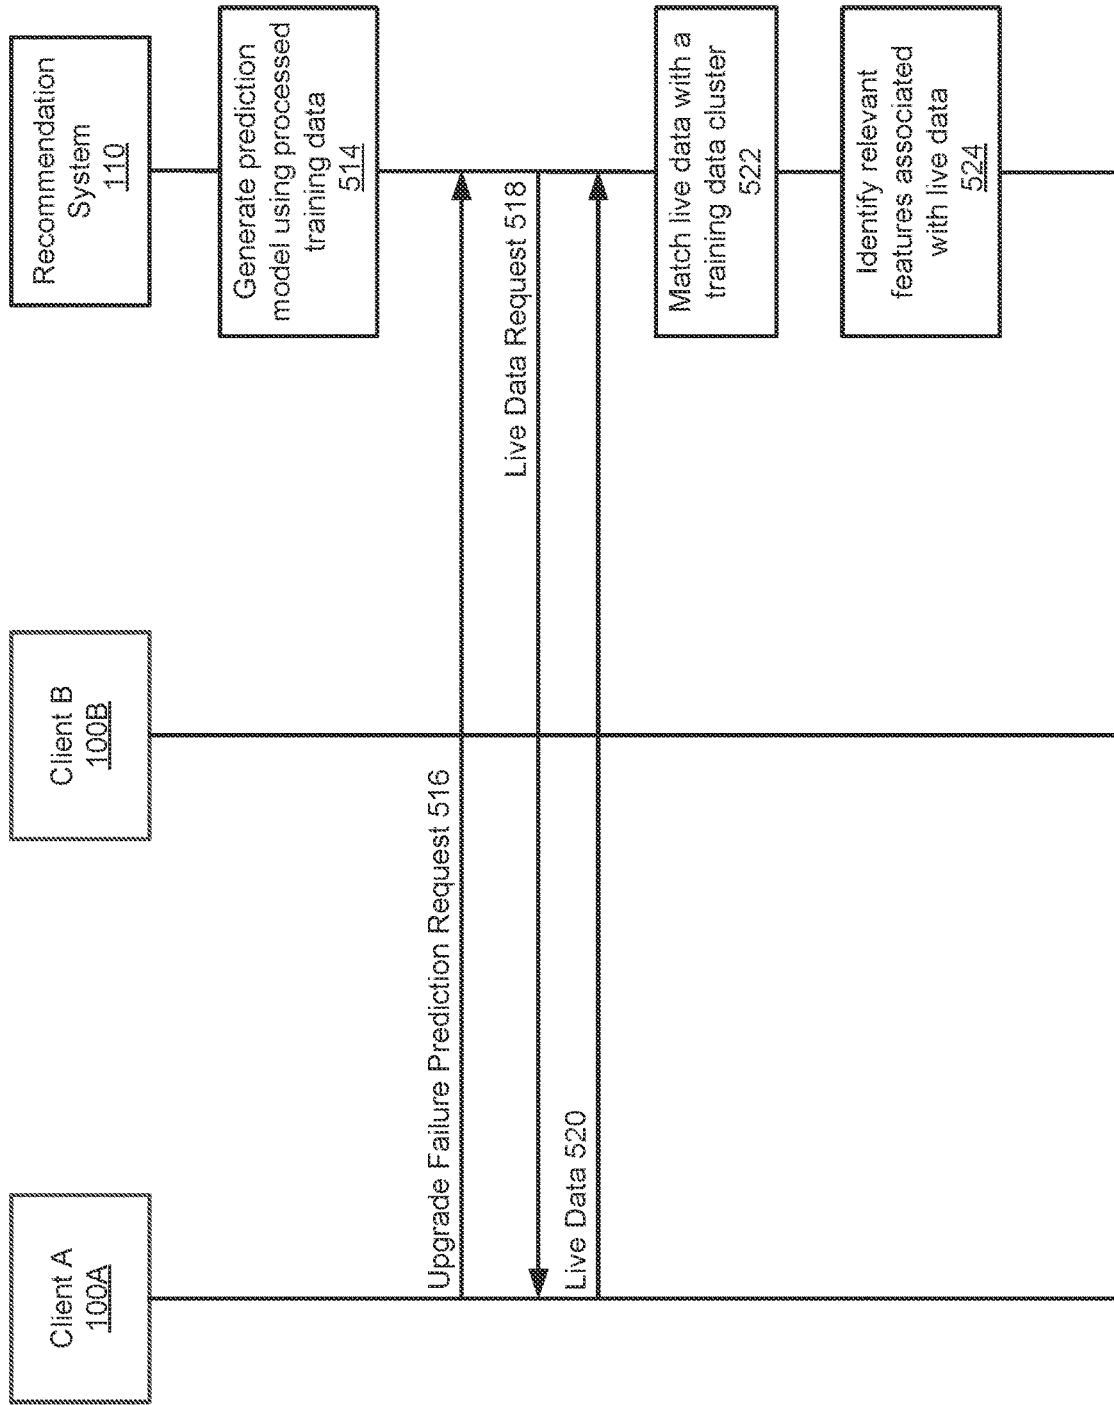 Client A
100A
Client B
100B
Recommendation
System
110
Generate prediction
model using processed
training data
514
Upgrade Failure Prediction Request 516
Live Data Request 518
Live Data 520
Match live data with a
training data cluster
522
Identify relevant
features associated
with live data
524